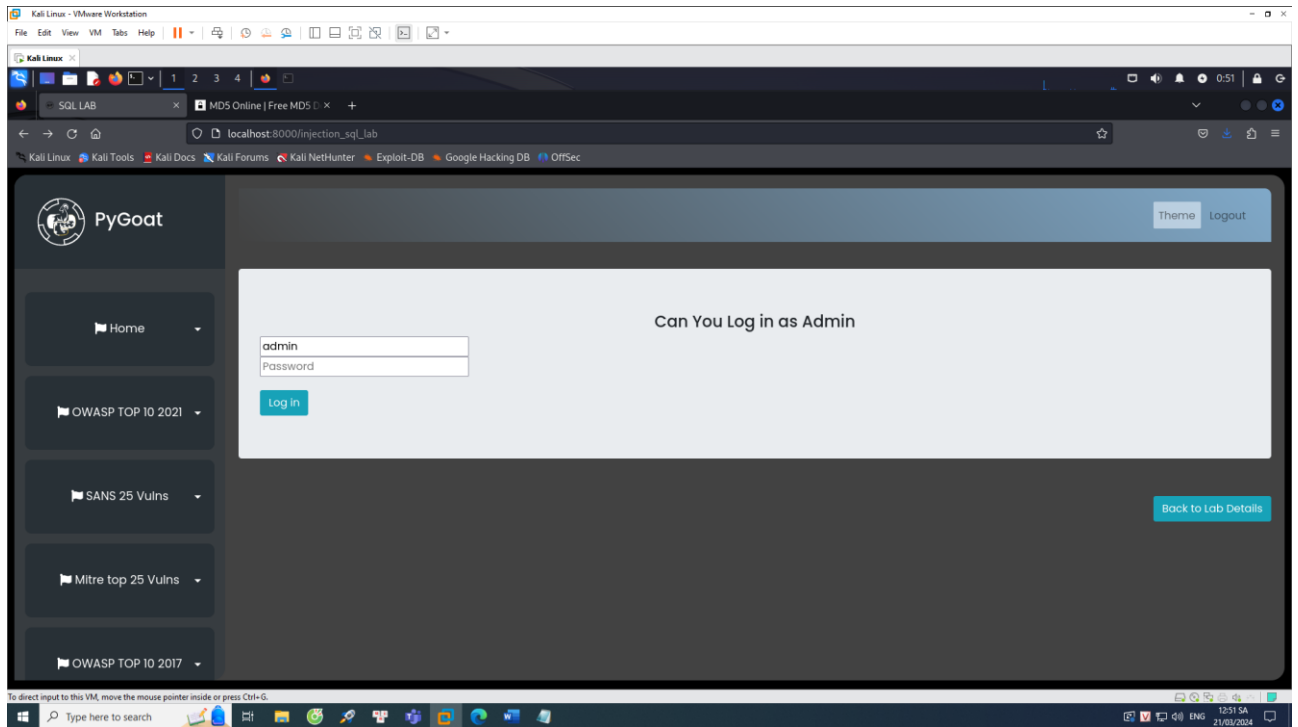 Kali Linux - VMware Workstation
File Edit View VM Tabs Help
Kali Linux
1 2 3 4
0:51
SQL LAB
MD5 Online | Free MD5 D
localhost:8000/injection_sql_lab
Kali Linux Kali Tools Kali Docs Kali Forums Kali NetHunter Exploit-DB Google Hacking DB OffSec
PyGoat
Theme Logout
Can You Log in as Admin
Home
admin
Password
Log in
OWASP TOP 10 2021
SANS 25 Vulns
Back to Lab Details
Mitre top 25 Vulns
OWASP TOP 10 2017
To direct input to this VM, move the mouse pointer inside or press Ctrl+G.
Type here to search
ENG
12:51 SA
21/03/2024